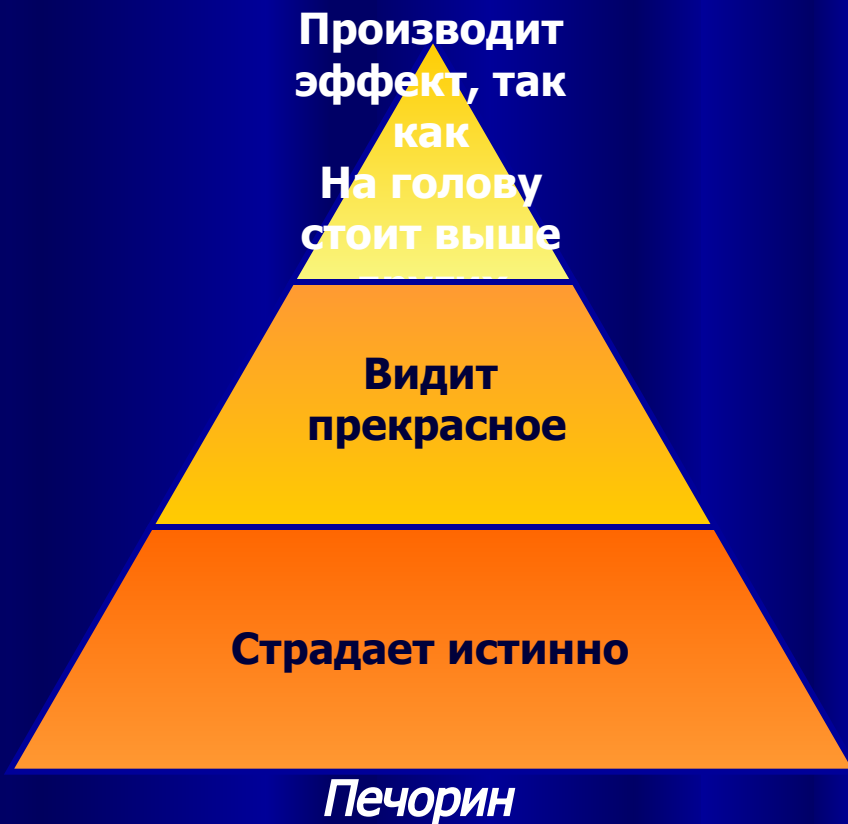 Производит
эффект, так
как
На голову
стоит выше
Видит
прекрасное
Страдает истинно
Печорин